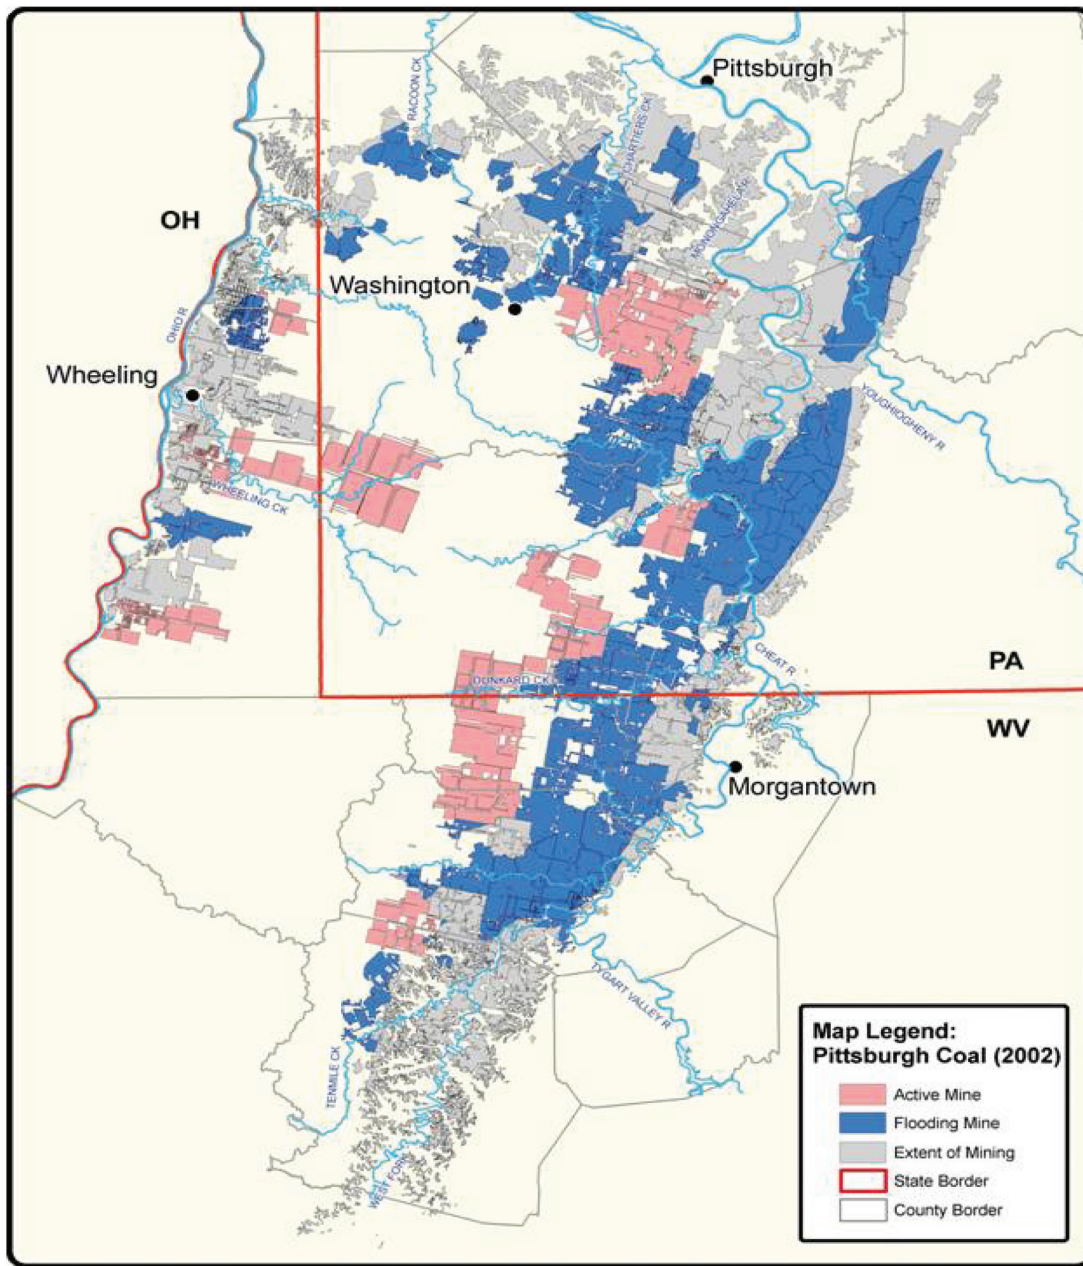 Pittsburgh
RACOON CK
CHARTIERS CK
MONONGAHELA R
OH
Washington
OHIO R
Wheeling
YOUGHIOGHENY R
WHEELING CK
CHEAT R
PA
DUNKARD CK
WV
Morgantown
TYGART VALLEY R
TENMILE CK
WEST FORK
Map Legend:
Pittsburgh Coal (2002)
Active Mine
Flooding Mine
Extent of Mining
State Border
County Border